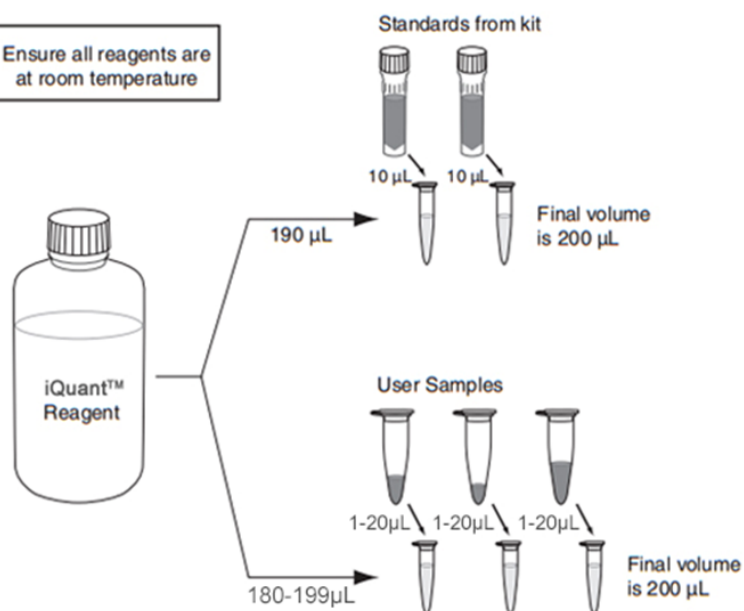 Standards from kit
Ensure all reagents are
at room temperature
10 µL
10 µL
190 µL
Final volume
is 200 µL
iQuant™
Reagent
User Samples
1-20µL
1-20µL
1-20µL
180-199µL
Final volume
is 200 µL